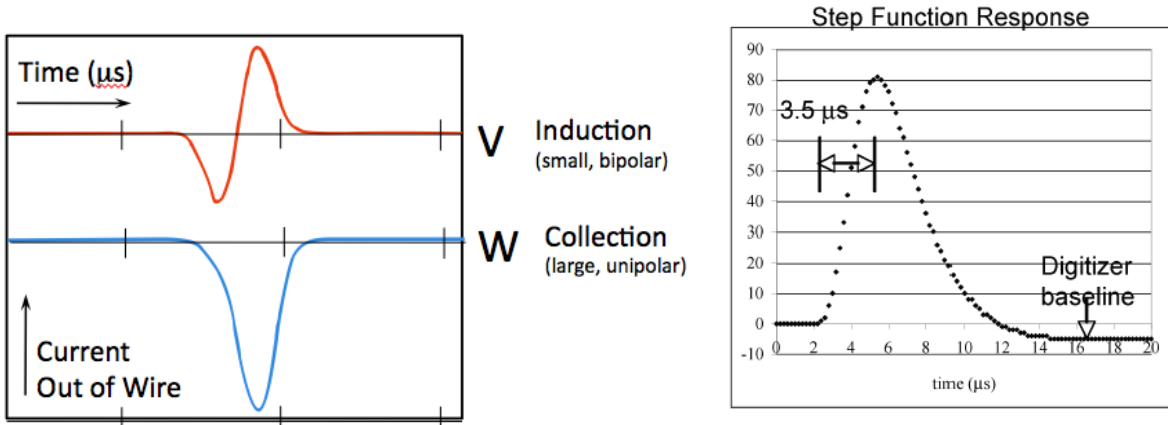 Time (µs)
V
Induction
(small, bipolar)
W
Collection
(large, unipolar)
Current
Out of Wire
Step Function Response
90
80
70
60
50
40
30
20
10
0
-10
3.5 µs
Digitizer
baseline
0 2 4 6 8 10 12 14 16 18 20
time (µs)